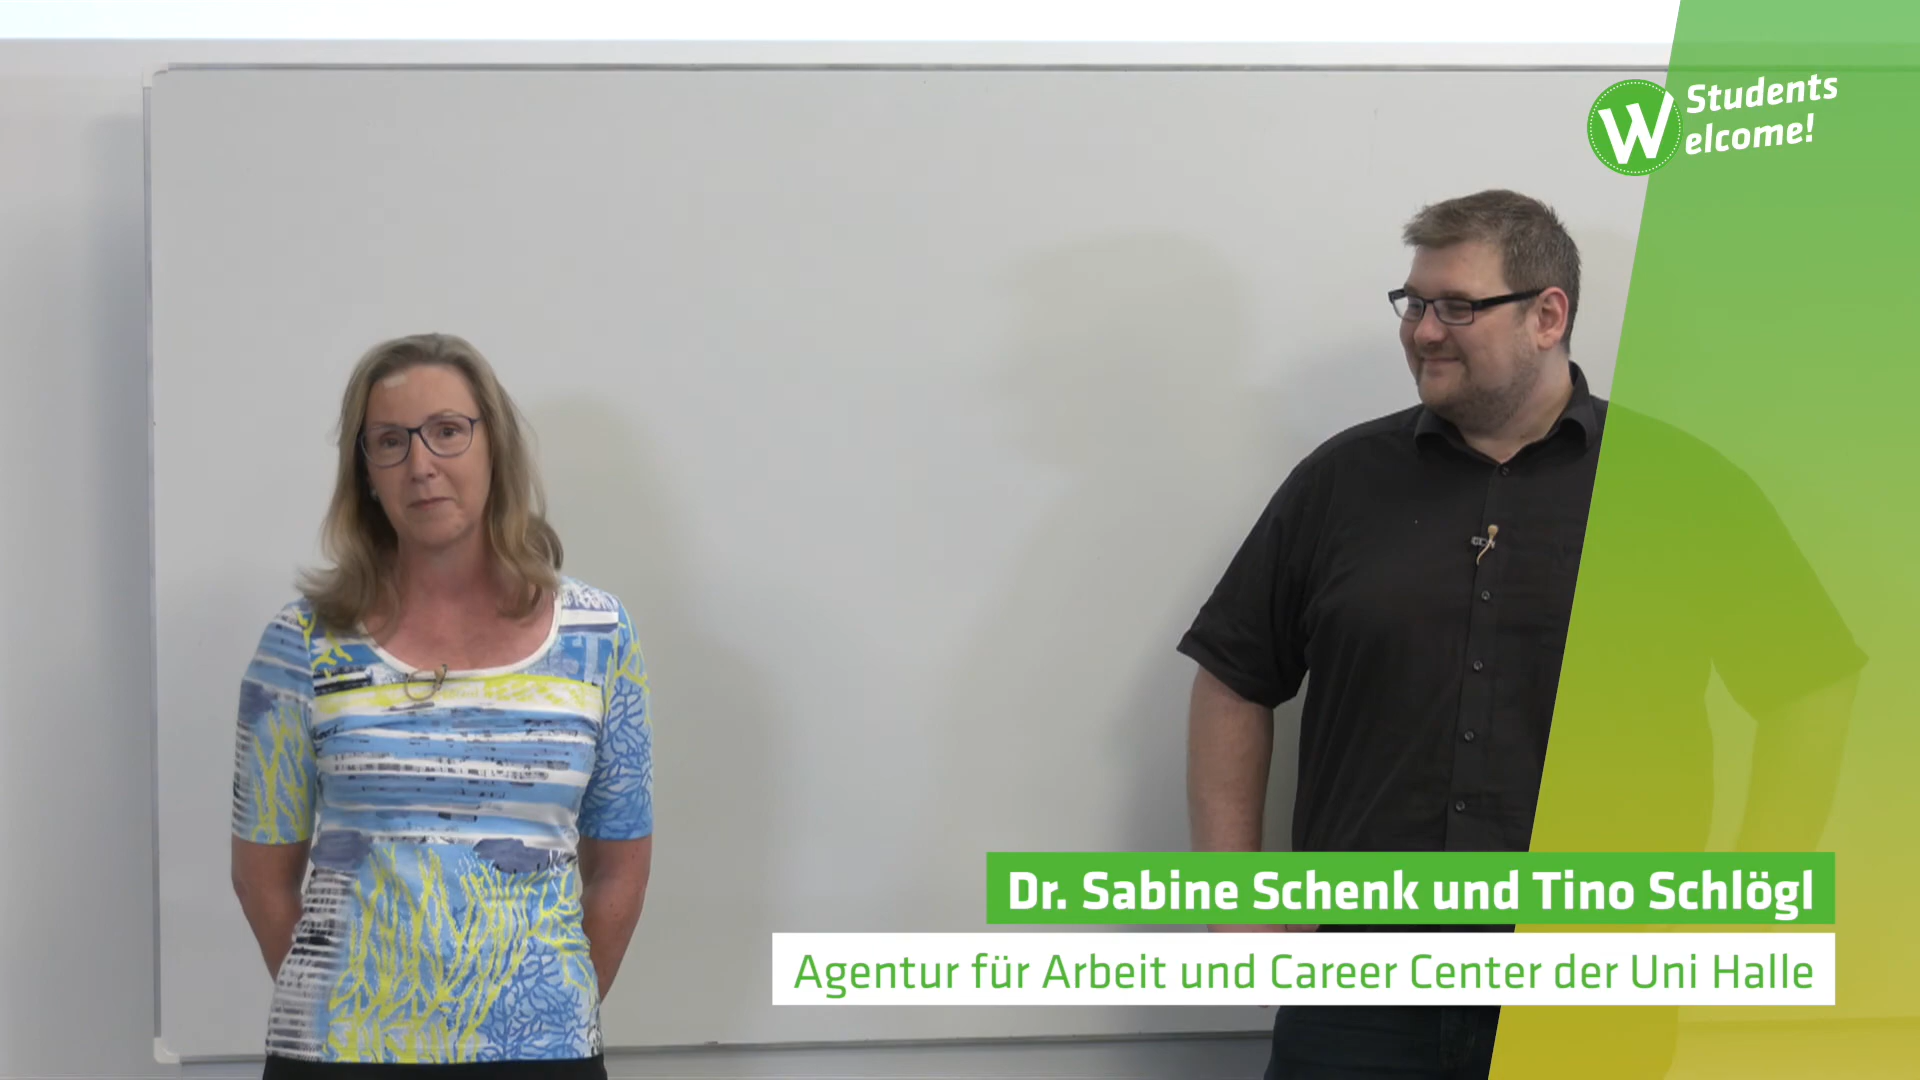 Students
Welcome!
Dr. Sabine Schenk und Tino Schlögl
Agentur für Arbeit und Career Center der Uni Halle